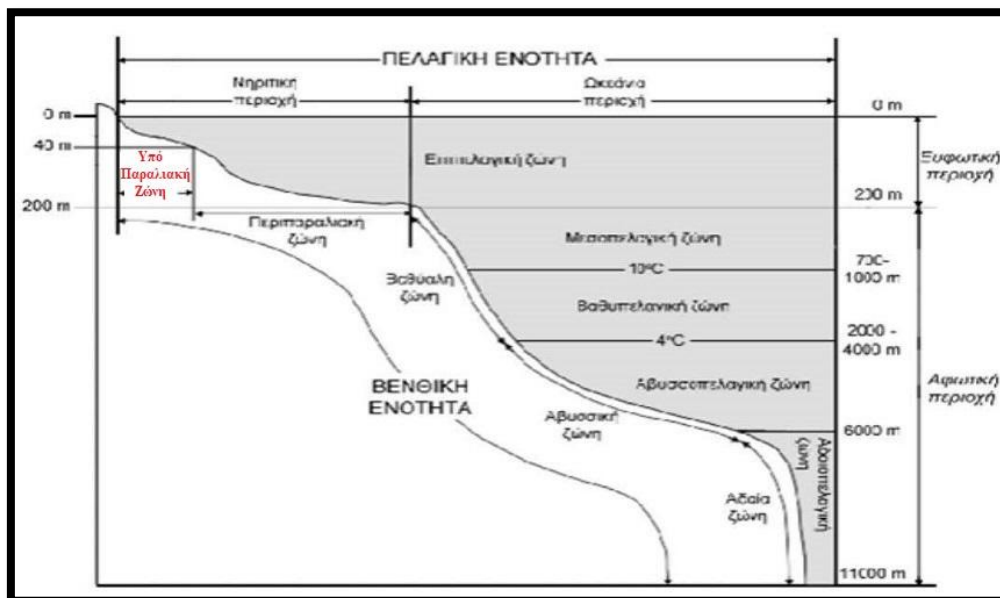 ΠΕΛΑΓΙΚΗ ΕΝΟΤΗΤΑ
Νηριτική
περιοχή
Ωκεάνια
περιοχή
0 m
0 m
40 m
Υπό
Παραλιακή
Ζώνη
Επιπελαγική ζώνη
Ευφωτική
περιοχή
200 m
200 m
Περιπαραλιακή
ζώνη
Μεσοπελαγική ζώνη
Βαθύαλη
ζώνη
10°C
700-
1000 m
Βαθυπελαγική ζώνη
4°C
2000 -
4000 m
ΒΕΝΘΙΚΗ
ΕΝΟΤΗΤΑ
Αβυσσοπελαγική ζώνη
Αφωτική
περιοχή
Αβυσσική
ζώνη
6000 m
Αδαιοπελαγική
ζώνη
Αδαία
ζώνη
11000 m